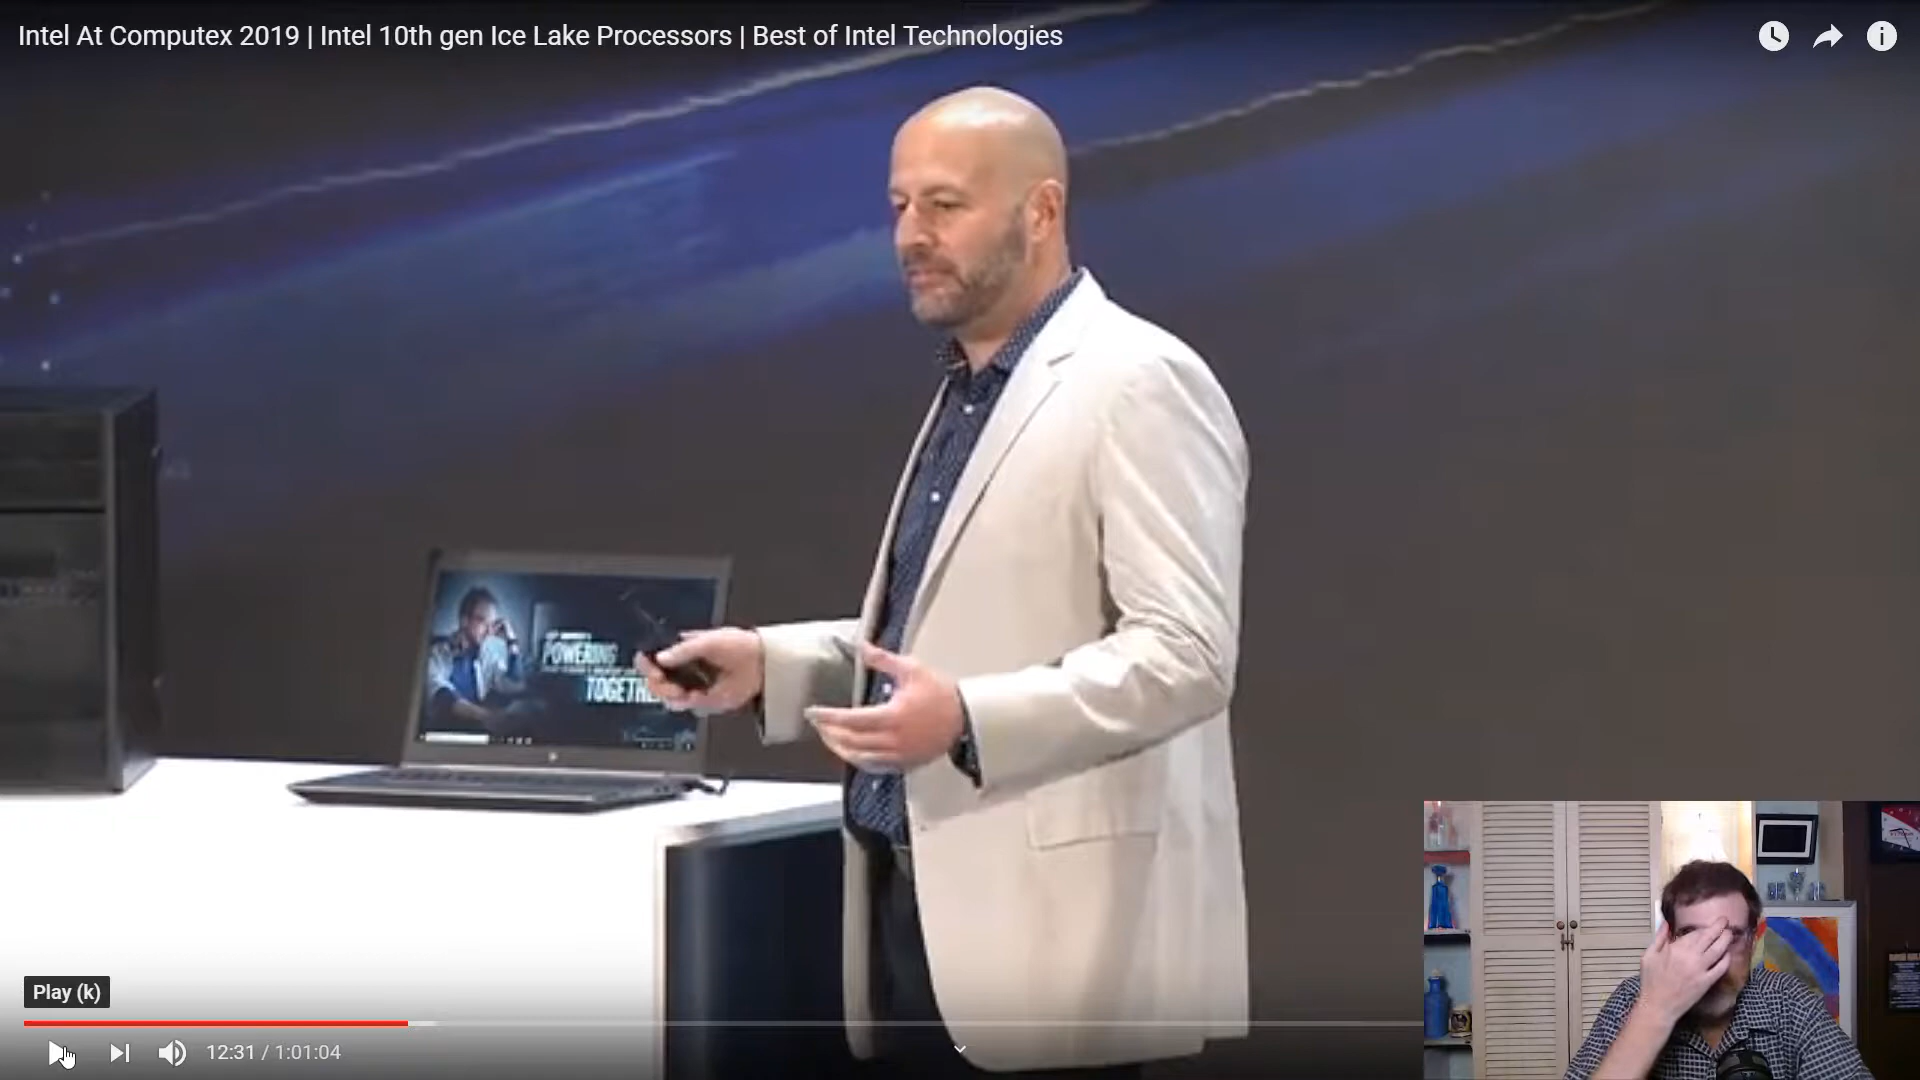 Intel At Computex 2019 | Intel 10th gen Ice Lake Processors | Best of Intel Technologies
POWERING
Play (k)
12:31 / 1:01:04